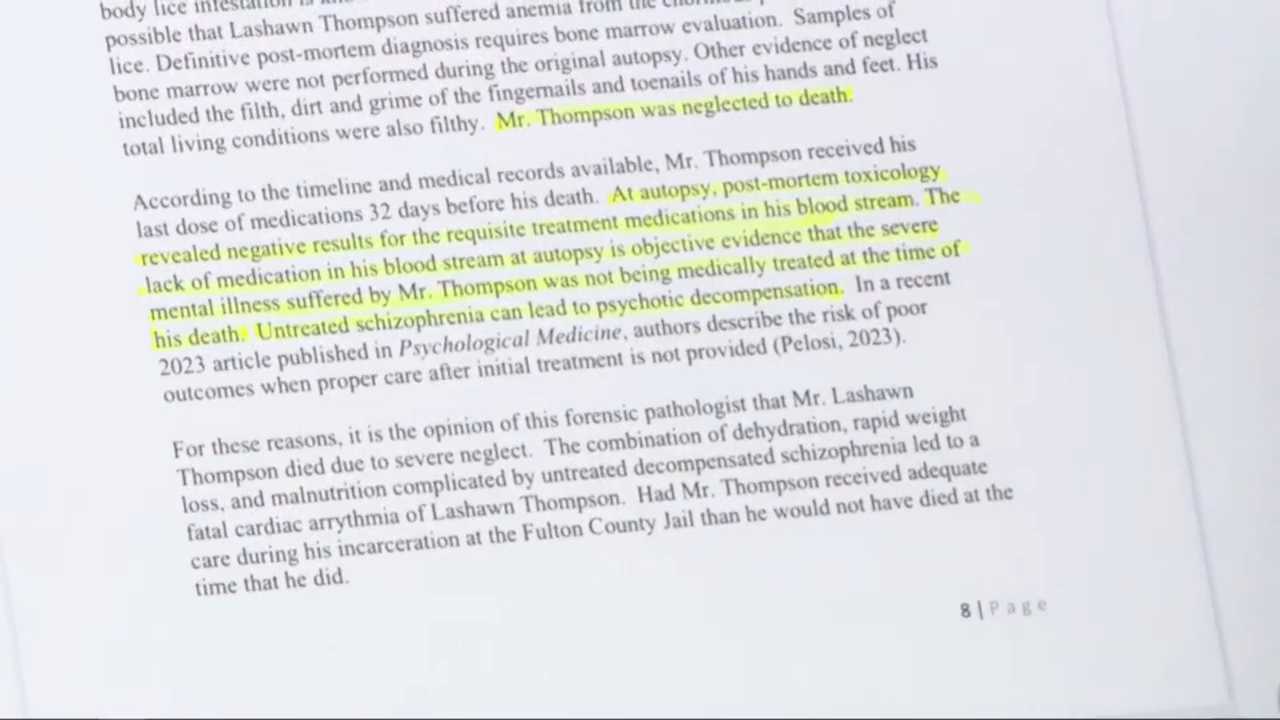 body lice infestation is
possible that Lashawn Thompson suffered anemia from the
lice. Definitive post-mortem diagnosis requires bone marrow evaluation. Samples of
bone marrow were not performed during the original autopsy. Other evidence of neglect
included the filth, dirt and grime of the fingernails and toenails of his hands and feet. His
total living conditions were also filthy. Mr. Thompson was neglected to death.
According to the timeline and medical records available, Mr. Thompson received his
last dose of medications 32 days before his death. At autopsy, post-mortem toxicology
revealed negative results for the requisite treatment medications in his blood stream. The
lack of medication in his blood stream at autopsy is objective evidence that the severe
mental illness suffered by Mr. Thompson was not being medically treated at the time of
his death. Untreated schizophrenia can lead to psychotic decompensation. In a recent
2023 article published in Psychological Medicine, authors describe the risk of poor
outcomes when proper care after initial treatment is not provided (Pelosi, 2023).
For these reasons, it is the opinion of this forensic pathologist that Mr. Lashawn
Thompson died due to severe neglect. The combination of dehydration, rapid weight
loss, and malnutrition complicated by untreated decompensated schizophrenia led to a
fatal cardiac arrythmia of Lashawn Thompson. Had Mr. Thompson received adequate
care during his incarceration at the Fulton County Jail than he would not have died at the
time that he did.
8 | Page